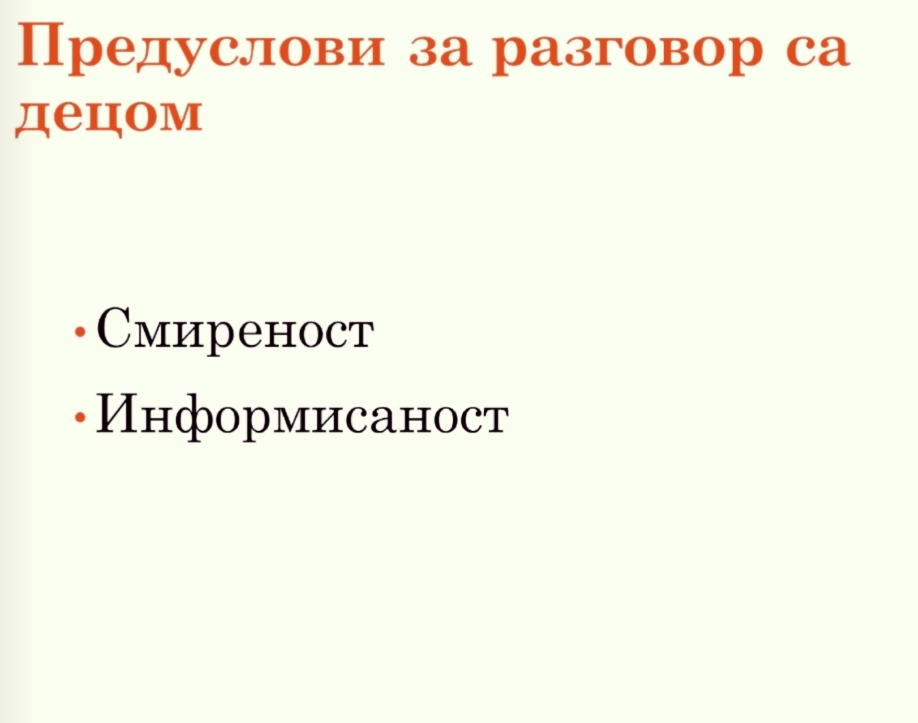 Предуслови за разговор са
децом
• Смиреност
• Информисаност